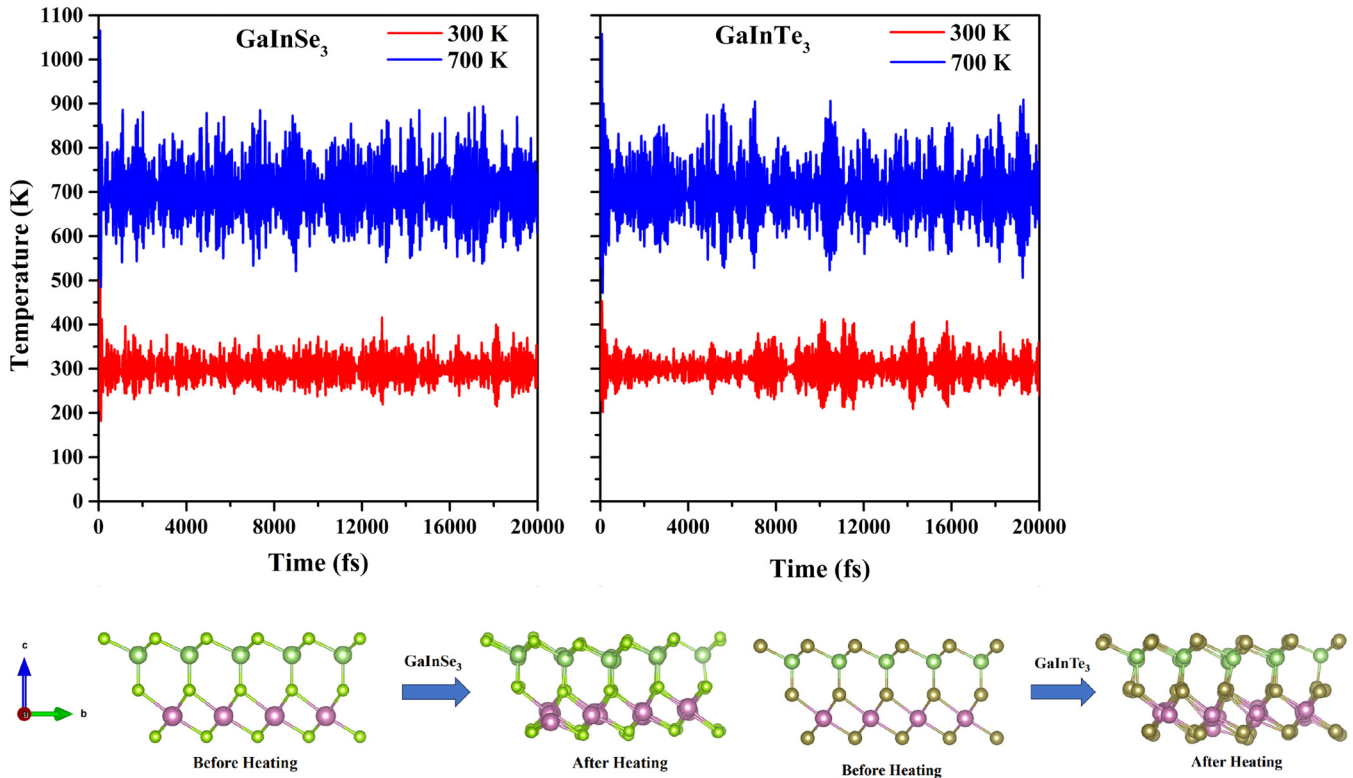 GaInSe3
300 K
700 K
GaInTe3
300 K
700 K
Temperature (K)
1100
1000
900
800
700
600
500
400
300
200
100
0
0 4000 8000 12000 16000 20000
0 4000 8000 12000 16000 20000
Time (fs)
Time (fs)
c
a
b
GaInSe3
GaInTe3
Before Heating
After Heating
Before Heating
After Heating